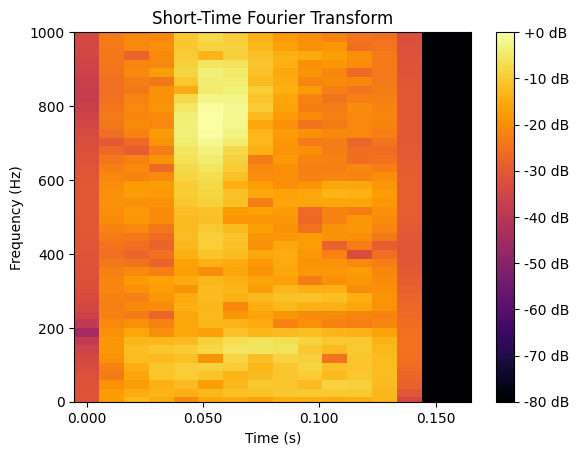 Short-Time Fourier Transform
1000
800
600
400
200
0
Frequency (Hz)
0.000
0.050
0.100
0.150
Time (s)
+0 dB
-10 dB
-20 dB
-30 dB
-40 dB
-50 dB
-60 dB
-70 dB
-80 dB